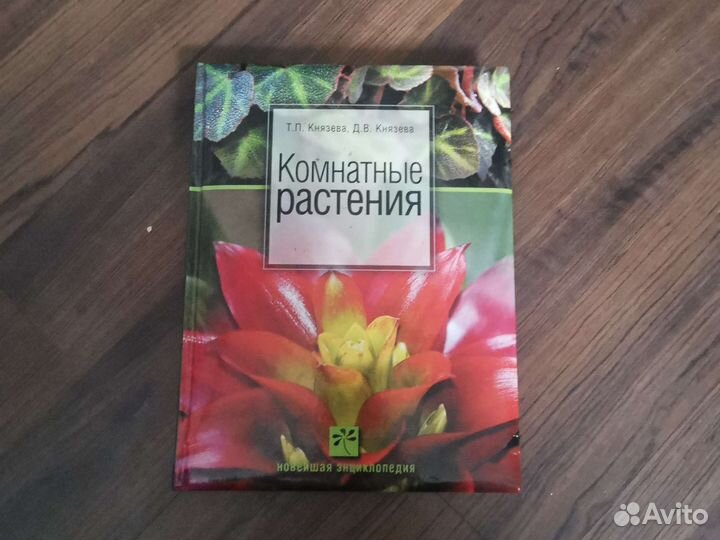 Т.П. Князева, Д.В. Князева
Комнатные
растения
новейшая энциклопедия
Avito